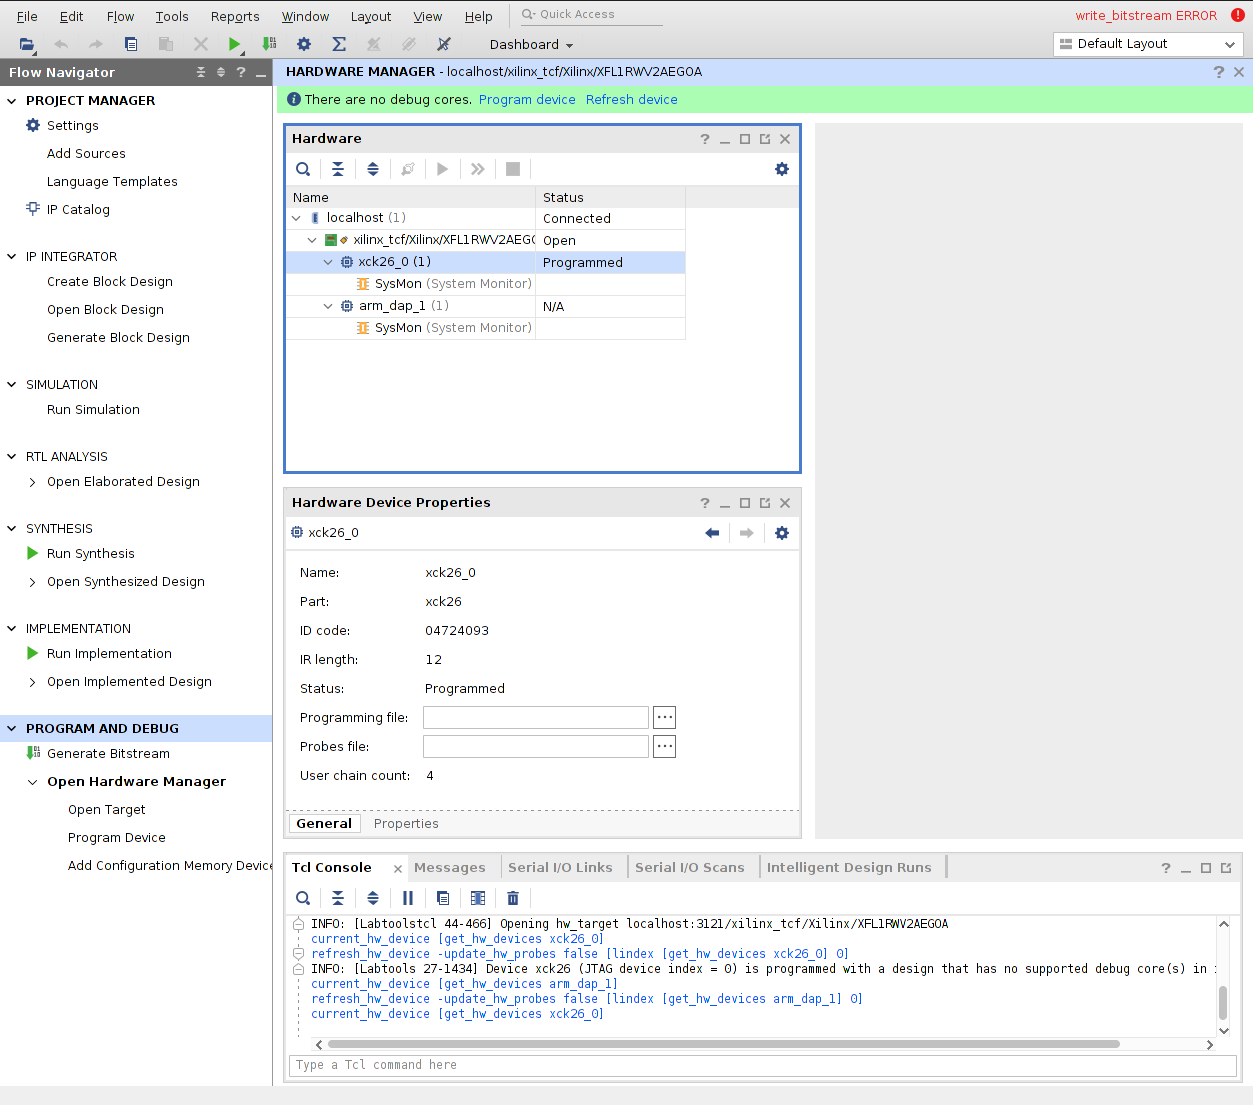 File Edit Flow Tools Reports Window Layout View Help Quick Access write_bitstream ERROR
Dashboard Default Layout
Flow Navigator
HARDWARE MANAGER - localhost/xilinx_tcf/Xilinx/XFL1RWV2AEGOA
There are no debug cores. Program device Refresh device
PROJECT MANAGER
Settings
Add Sources
Language Templates
IP Catalog
IP INTEGRATOR
Create Block Design
Open Block Design
Generate Block Design
SIMULATION
Run Simulation
RTL ANALYSIS
Open Elaborated Design
SYNTHESIS
Run Synthesis
Open Synthesized Design
IMPLEMENTATION
Run Implementation
Open Implemented Design
PROGRAM AND DEBUG
Generate Bitstream
Open Hardware Manager
Open Target
Program Device
Add Configuration Memory Device
Hardware
Name Status
localhost (1) Connected
xilinx_tcf/Xilinx/XFL1RWV2AEGO Open
xck26_0 (1) Programmed
SysMon (System Monitor)
arm_dap_1 (1) N/A
SysMon (System Monitor)
Hardware Device Properties
xck26_0
Name: xck26_0
Part: xck26
ID code: 04724093
IR length: 12
Status: Programmed
Programming file:
Probes file:
User chain count: 4
General Properties
Tcl Console Messages Serial I/O Links Serial I/O Scans Intelligent Design Runs
INFO: [Labtoolstcl 44-466] Opening hw_target localhost:3121/xilinx_tcf/Xilinx/XFL1RWV2AEGOA
current_hw_device [get_hw_devices xck26_0]
refresh_hw_device -update_hw_probes false [lindex [get_hw_devices xck26_0] 0]
INFO: [Labtools 27-1434] Device xck26 (JTAG device index = 0) is programmed with a design that has no supported debug core(s) in
current_hw_device [get_hw_devices arm_dap_1]
refresh_hw_device -update_hw_probes false [lindex [get_hw_devices arm_dap_1] 0]
current_hw_device [get_hw_devices xck26_0]
Type a Tcl command here